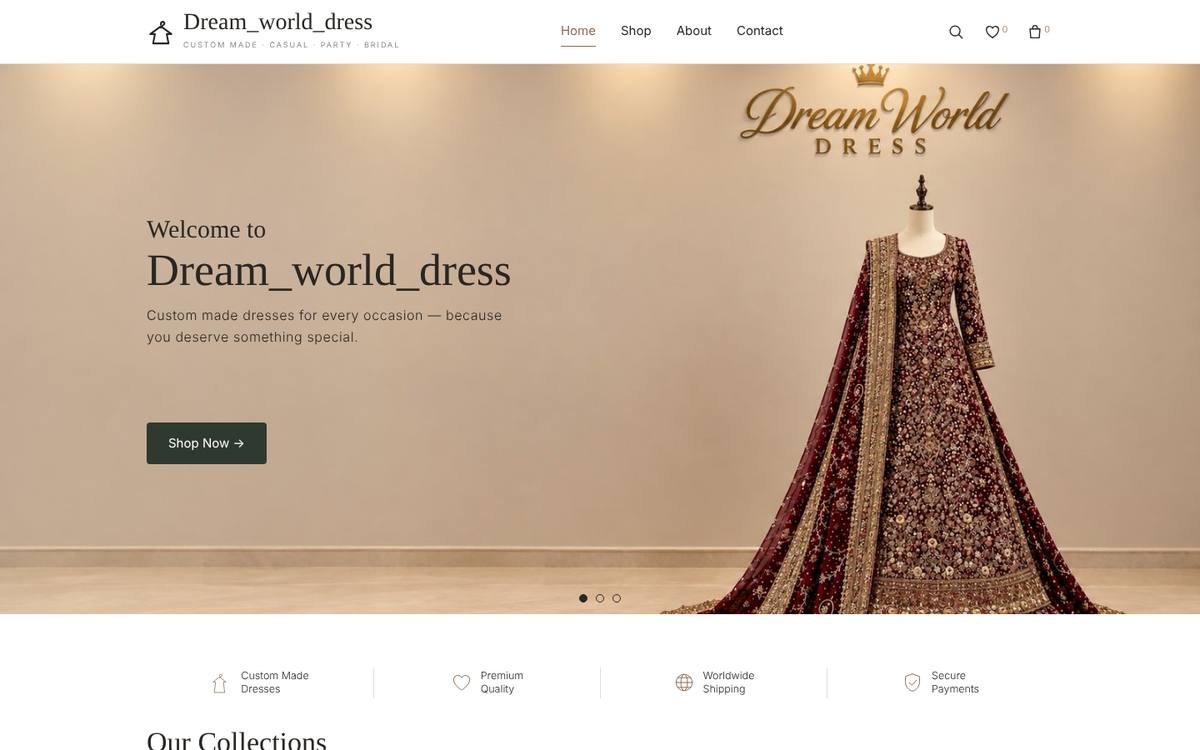 Dream_world_dress
CUSTOM MADE · CASUAL · PARTY · BRIDAL
Home
Shop
About
Contact
0
0
Dream World
DRESS
Welcome to
Dream_world_dress
Custom made dresses for every occasion — because
you deserve something special.
Shop Now →
Custom Made
Dresses
Premium
Quality
Worldwide
Shipping
Secure
Payments
Our Collections